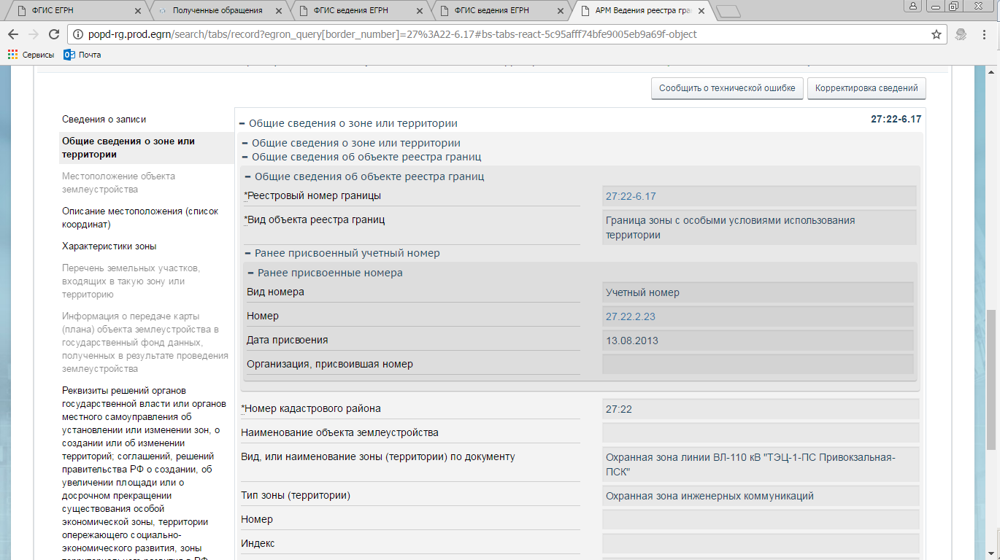 ФГИС ЕГРН
Полученные обращения
ФГИС ведения ЕГРН
ФГИС ведения ЕГРН
АРМ Ведения реестра гра
popd-rg.prod.egrn/search/tabs/record?egron_query[border_number]=27%3A22-6.17#bs-tabs-react-5c95afff74bfe9005eb9a69f-object
Сервисы
Почта
Сообщить о технической ошибке
Корректировка сведений
Сведения о записи
Общие сведения о зоне или
территории
Местоположение объекта
землеустройства
Описание местоположения (список
координат)
Характеристики зоны
Перечень земельных участков,
входящих в такую зону или
территорию
Информация о передаче карты
(плана) объекта землеустройства в
государственный фонд данных,
полученных в результате проведения
землеустройства
Реквизиты решений органов
государственной власти или органов
местного самоуправления об
установлении или изменении зон, о
создании или об изменении
территорий; соглашений, решений
правительства РФ о создании, об
увеличении площади или о
досрочном прекращении
существования особой
экономической зоны, территории
опережающего социально-
экономического развития, зоны
территориального развития в РФ,
– Общие сведения о зоне или территории
27:22-6.17
– Общие сведения о зоне или территории
– Общие сведения об объекте реестра границ
– Общие сведения об объекте реестра границ
*Реестровый номер границы
27:22-6.17
*Вид объекта реестра границ
Граница зоны с особыми условиями использования
территории
– Ранее присвоенный учетный номер
– Ранее присвоенные номера
Вид номера
Учетный номер
Номер
27.22.2.23
Дата присвоения
13.08.2013
Организация, присвоившая номер
*Номер кадастрового района
27:22
Наименование объекта землеустройства
Вид, или наименование зоны (территории) по документу
Охранная зона линии ВЛ-110 кВ "ТЭЦ-1-ПС Привокзальная-
ПСК"
Тип зоны (территории)
Охранная зона инженерных коммуникаций
Номер
Индекс